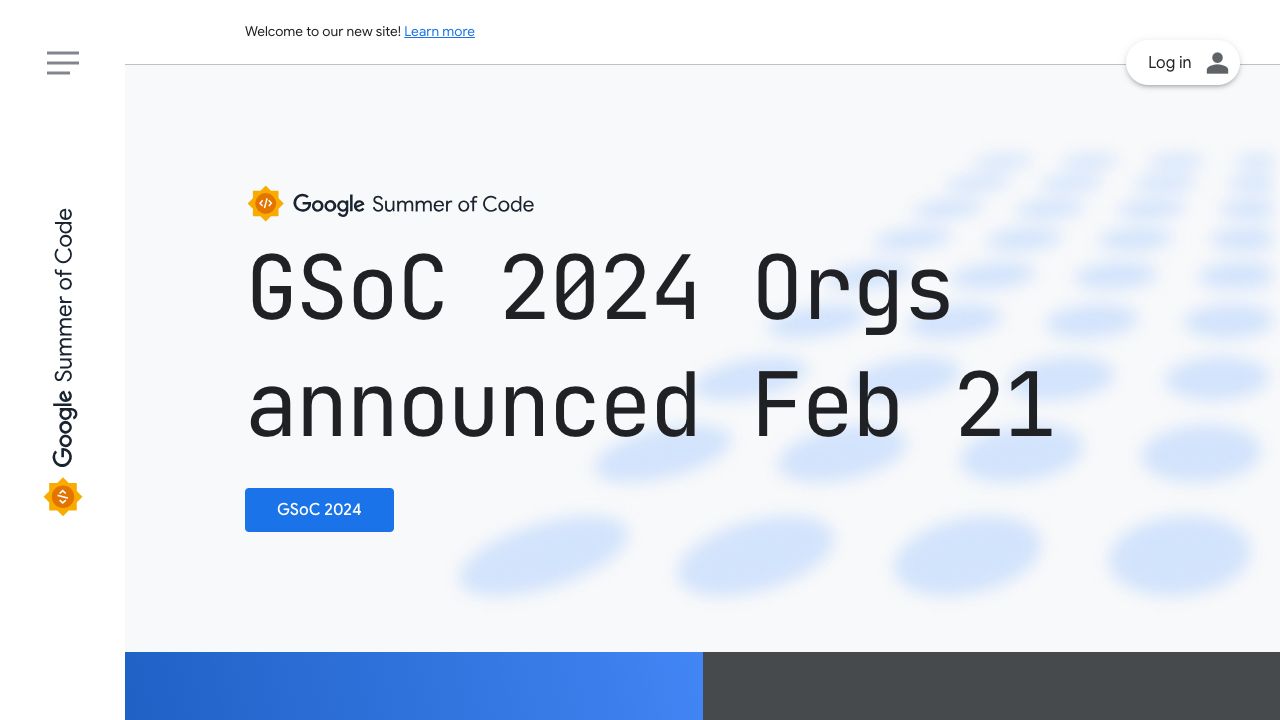 Welcome to our new site! Learn more
Log in
Google Summer of Code
Google Summer of Code
GSoC 2024 Orgs
announced Feb 21
GSoC 2024